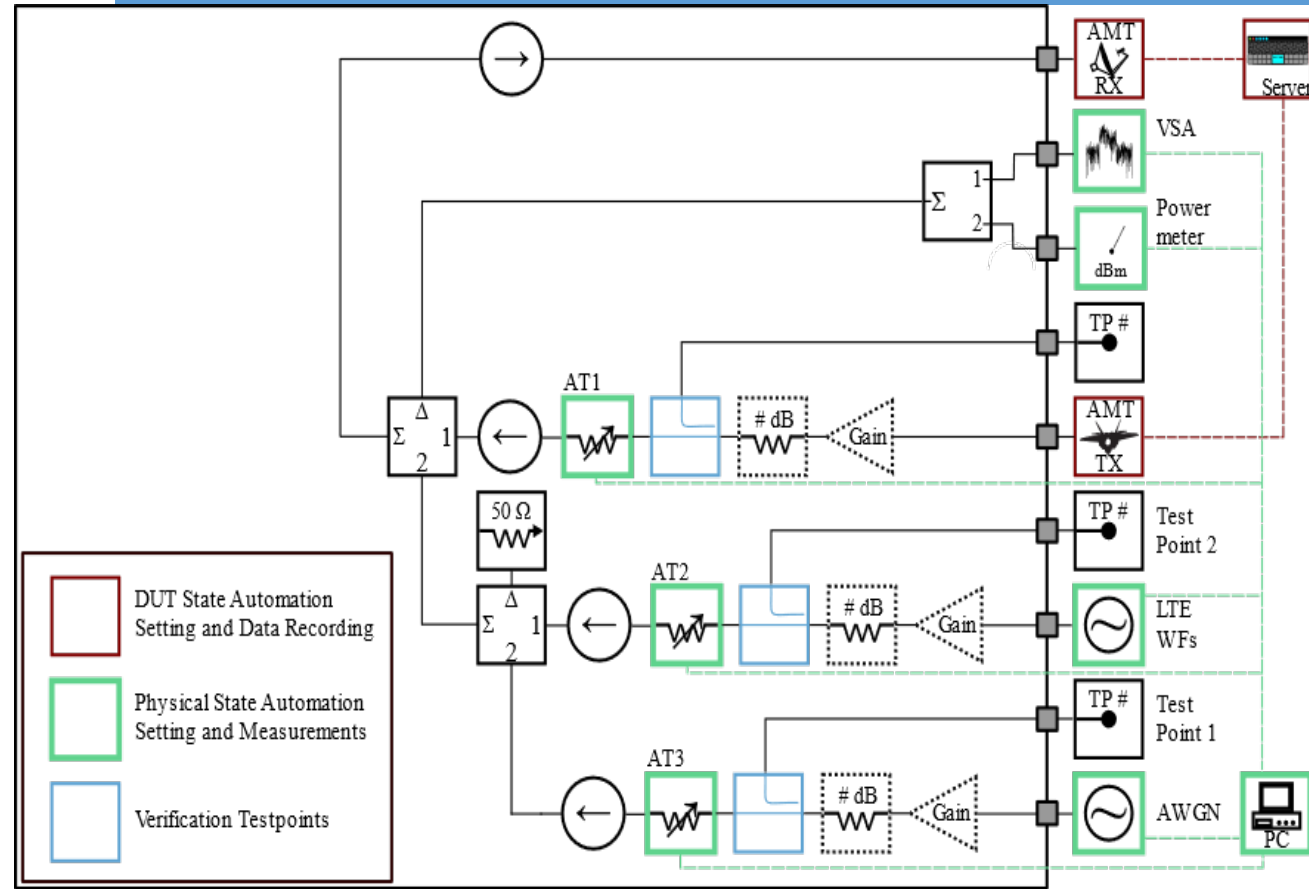 AMT
RX
Server
VSA
1
Σ
2
Power
meter
dBm
TP #
AT1
Δ
Σ 1
2
# dB
Gain
AMT
TX
50 Ω
TP #
Test
Point 2
AT2
Δ
Σ 1
2
# dB
Gain
LTE
WFs
TP #
Test
Point 1
AT3
# dB
Gain
AWGN
PC
DUT State Automation
Setting and Data Recording
Physical State Automation
Setting and Measurements
Verification Testpoints